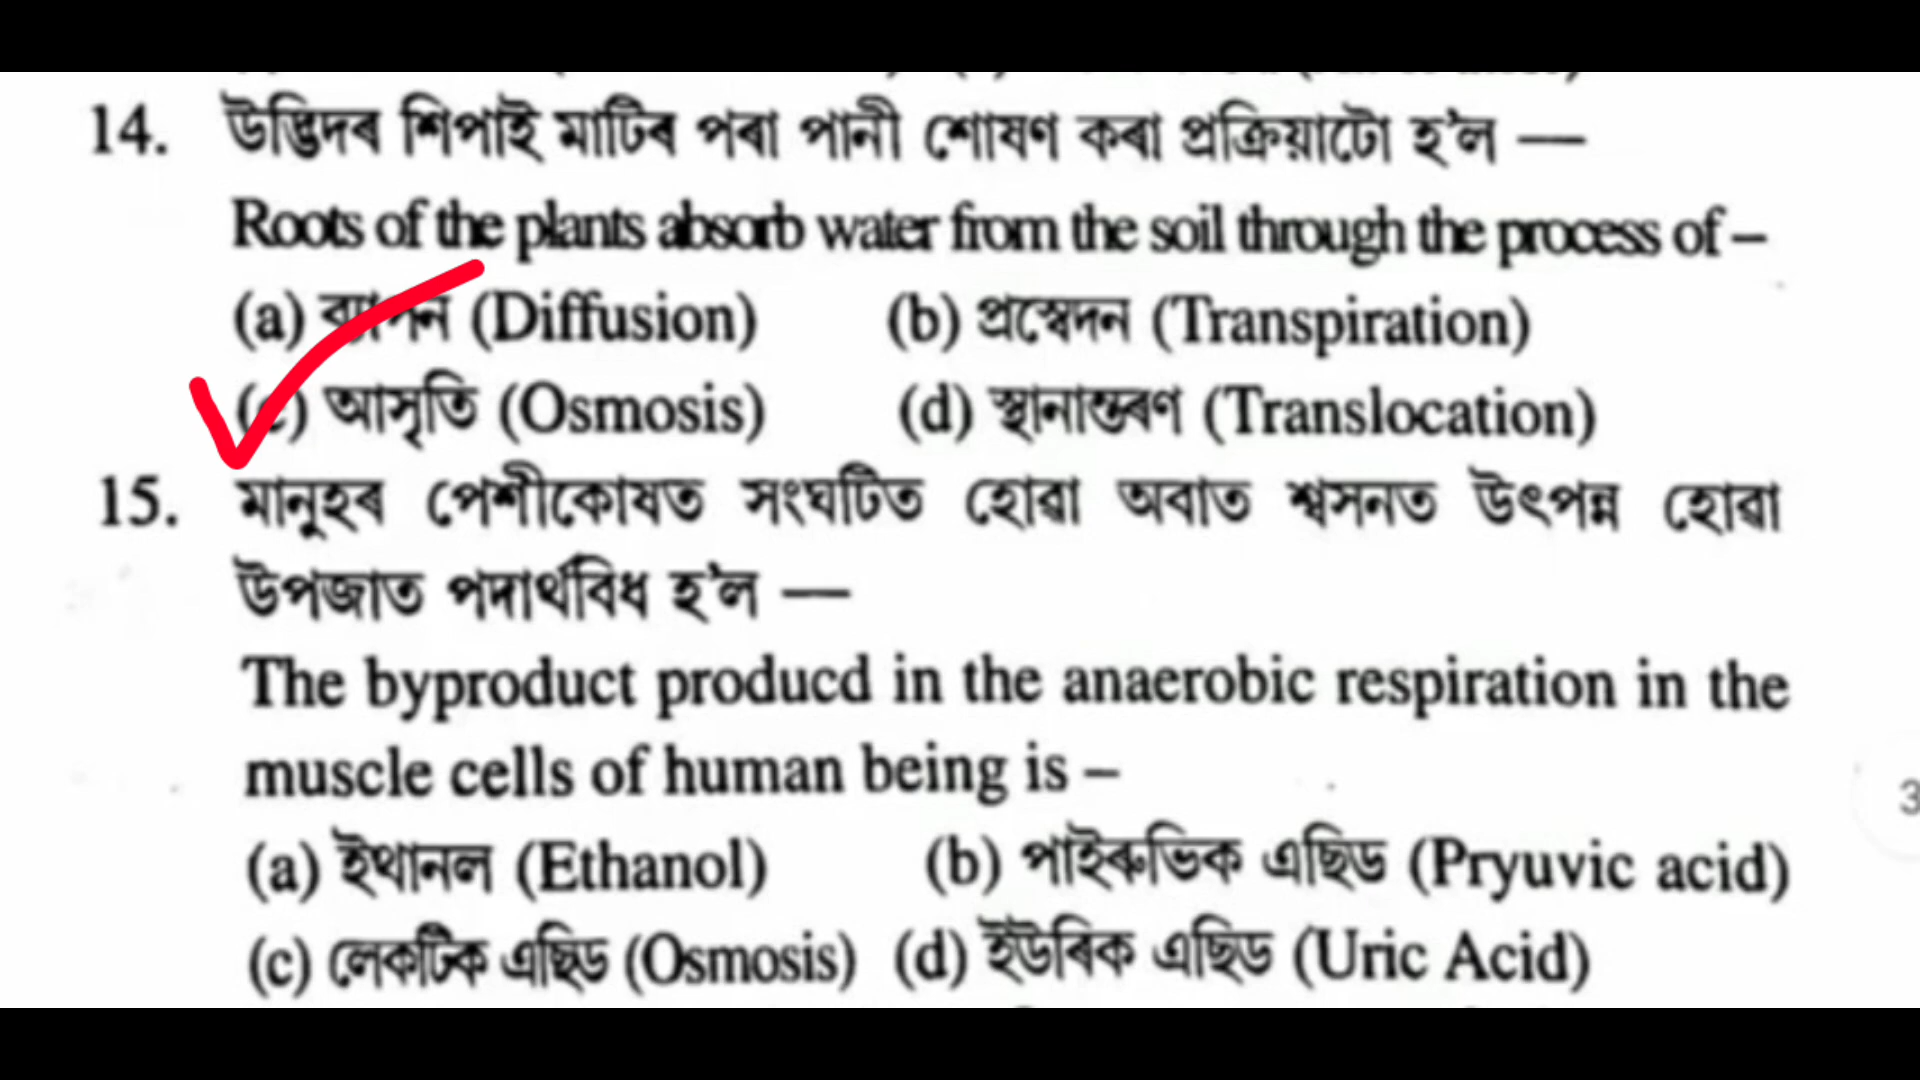 14. উদ্ভিদৰ শিপাই মাটিৰ পৰা পানী শোষণ কৰা প্ৰক্ৰিয়াটো হ'ল —
Roots of the plants absorb water from the soil through the process of –
(a) ব্যাপন (Diffusion) (b) প্ৰস্বেদন (Transpiration)
(c) আসৃতি (Osmosis) (d) স্থানান্তৰণ (Translocation)
15. মানুহৰ পেশীকোষত সংঘটিত হোৱা অবাত শ্বসনত উৎপন্ন হোৱা
উপজাত পদাৰ্থবিধ হ'ল —
The byproduct producd in the anaerobic respiration in the
muscle cells of human being is –
(a) ইথানল (Ethanol) (b) পাইৰুভিক এছিড (Pryuvic acid)
(c) লেকটিক এছিড (Osmosis) (d) ইউৰিক এছিড (Uric Acid)
3